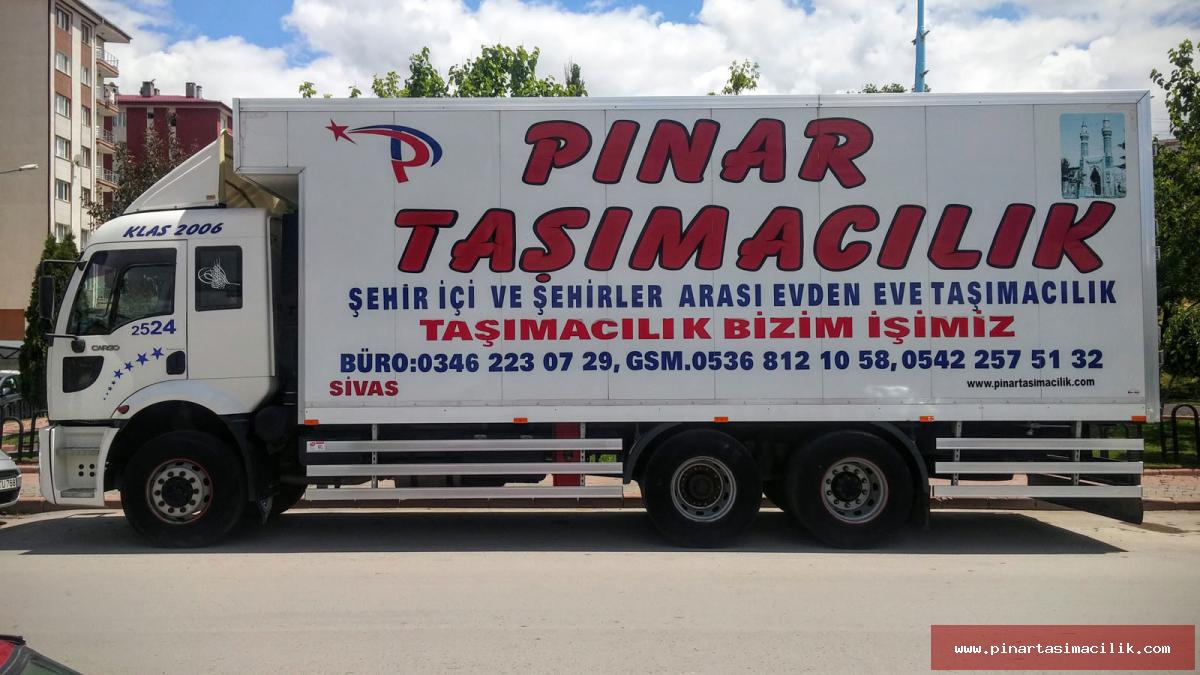 PINAR
TAŞIMACILIK
KLAS 2006
ŞEHİR İÇİ VE ŞEHİRLER ARASI EVDEN EVE TAŞIMACILIK
2524
TAŞIMACILIK BİZİM İŞİMİZ
CARGO
BÜRO:0346 223 07 29, GSM.0536 812 10 58, 0542 257 51 32
SİVAS
www.pinartasimacilik.com
www.pinartasimacilik.com